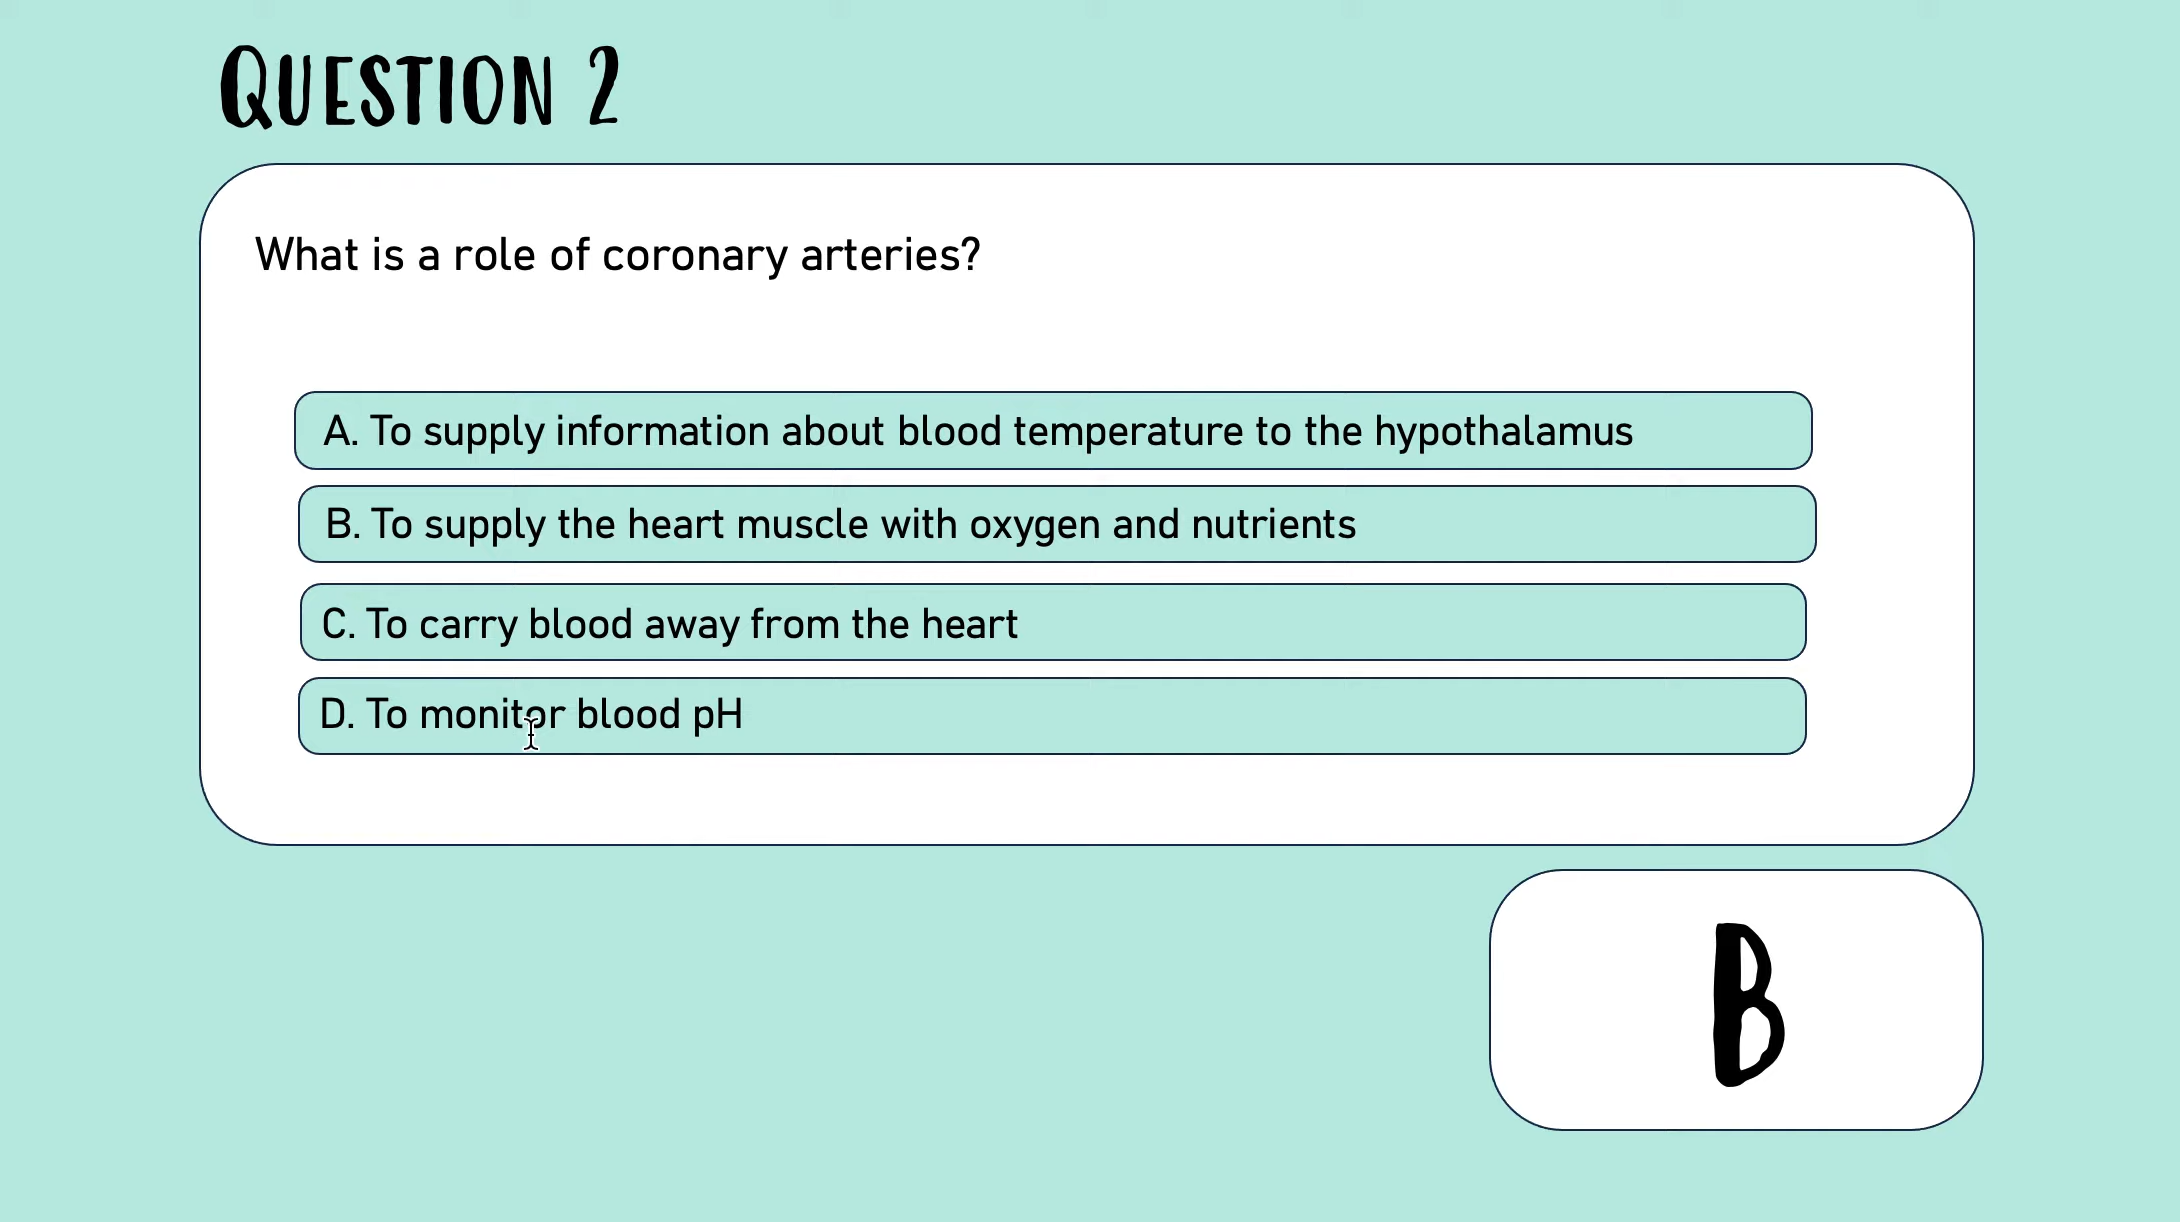 QUESTION 2
What is a role of coronary arteries?
A. To supply information about blood temperature to the hypothalamus
B. To supply the heart muscle with oxygen and nutrients
C. To carry blood away from the heart
D. To monitor blood pH
B